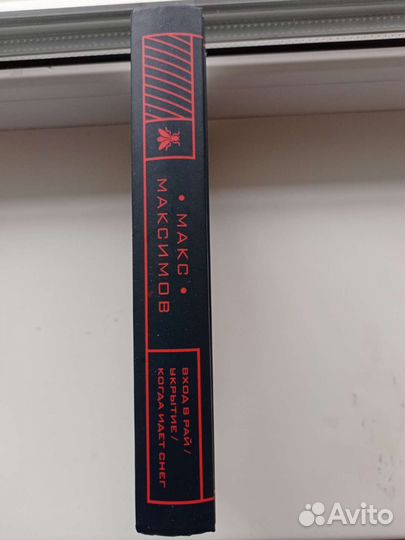 • МАКС •
МАКСИМОВ
ВХОД В РАЙ /
УКРЫТИЕ /
КОГДА ИДЕТ СНЕГ
Avito